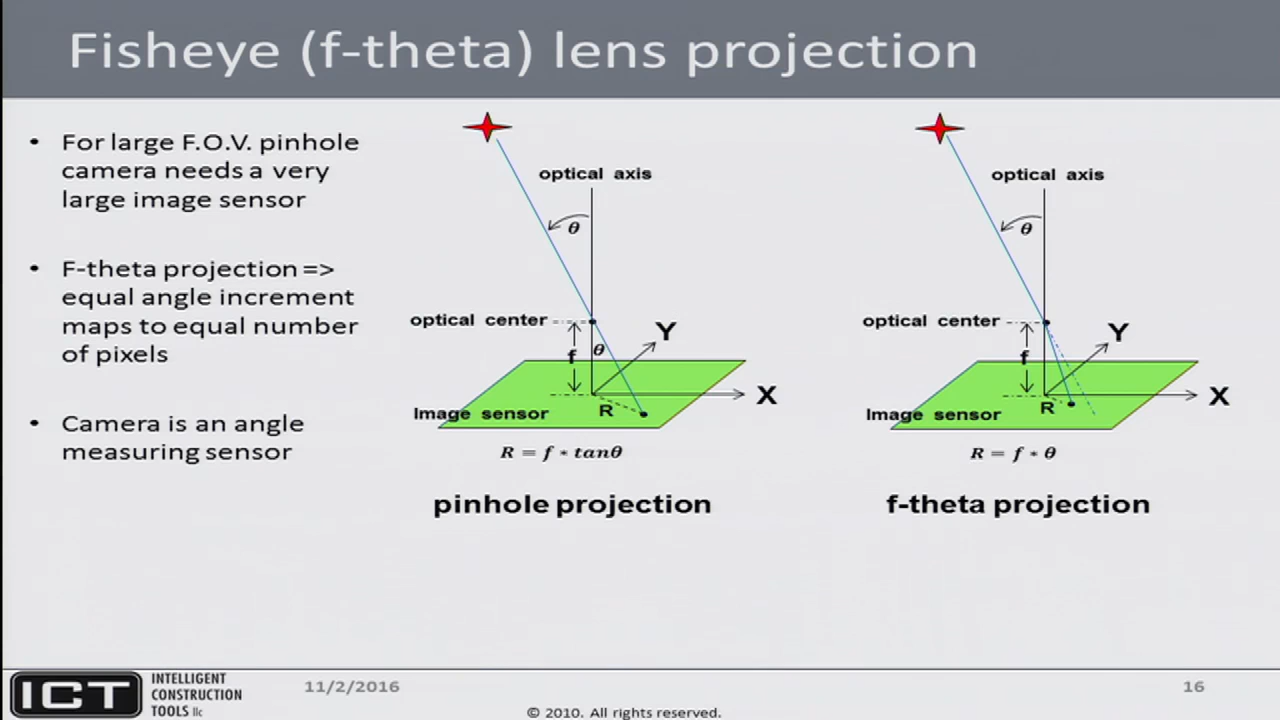 Fisheye (f-theta) lens projection
• For large F.O.V. pinhole
camera needs a very
large image sensor
• F-theta projection =>
equal angle increment
maps to equal number
of pixels
• Camera is an angle
measuring sensor
optical axis
θ
optical center
f
θ
Y
X
R
Image sensor
R = f * tanθ
pinhole projection
optical axis
θ
optical center
f
Y
X
R
Image sensor
R = f * θ
f-theta projection
ICT
INTELLIGENT
CONSTRUCTION
TOOLS llc
11/2/2016
© 2010. All rights reserved.
16